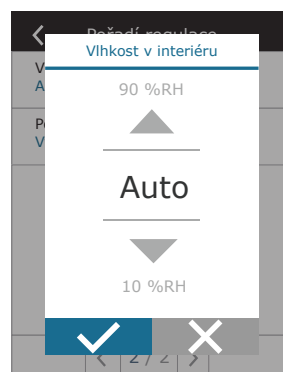 Pořadí regulace
Vlhkost v interiéru
V
A
90 %RH
P
V
Auto
10 %RH
2 / 2